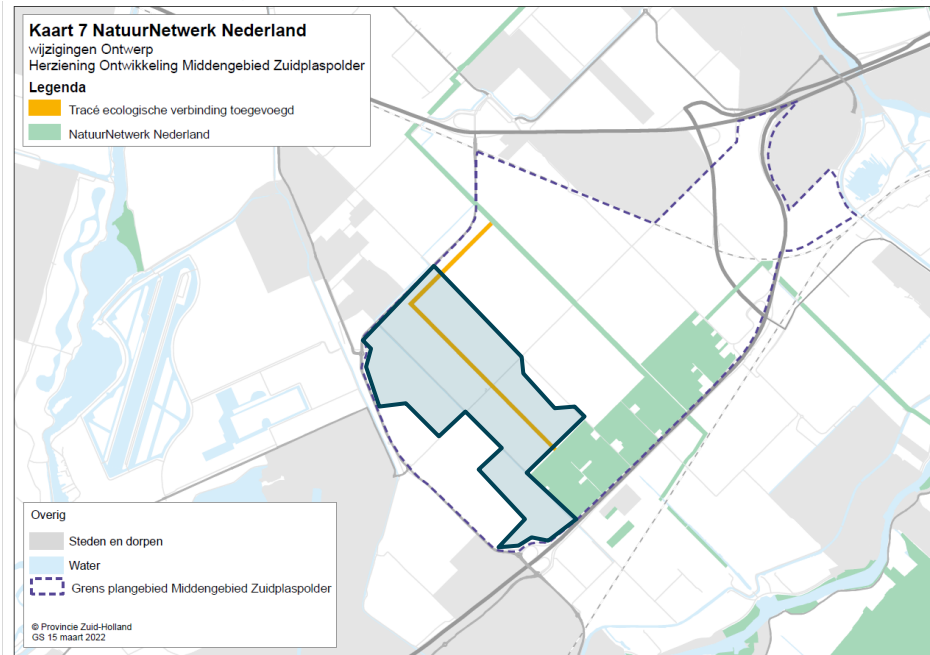 Kaart 7 NatuurNetwerk Nederland
wijzigingen Ontwerp
Herziening Ontwikkeling Middengebied Zuidplaspolder
Legenda
Tracé ecologische verbinding toegevoegd
NatuurNetwerk Nederland
Overig
Steden en dorpen
Water
Grens plangebied Middengebied Zuidplaspolder
© Provincie Zuid-Holland
GS 15 maart 2022